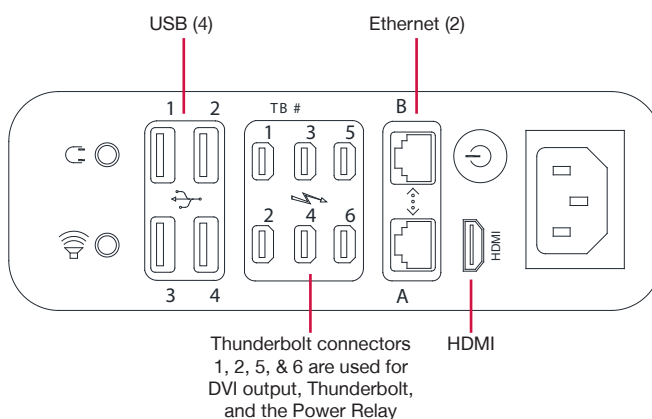 USB (4)
Ethernet (2)
1 2
TB #
B
1 3 5
2 4 6
HDMI
3 4
A
Thunderbolt connectors
1, 2, 5, & 6 are used for
DVI output, Thunderbolt,
and the Power Relay
HDMI